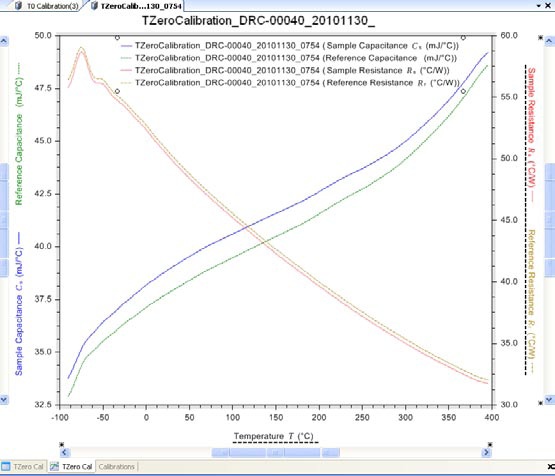 T0 Calibration(3) TZeroCalib...130_0754
TZeroCalibration_DRC-00040_20101130_
TZeroCalibration_DRC-00040_20101130_0754 ( Sample Capacitance Cₛ (mJ/°C))
TZeroCalibration_DRC-00040_20101130_0754 (Reference Capacitance (mJ/°C))
TZeroCalibration_DRC-00040_20101130_0754 ( Sample Resistance Rₛ (°C/W))
TZeroCalibration_DRC-00040_20101130_0754 ( Reference Resistance Rᵣ (°C/W))
Reference Capacitance (mJ/°C)
Sample Capacitance Cₛ (mJ/°C)
50.0
47.5
45.0
42.5
40.0
37.5
35.0
32.5
60.0
55.0
50.0
45.0
40.0
35.0
30.0
Sample Resistance Rₛ (°C/W)
Reference Resistance Rᵣ (°C/W)
-100 -50 0 50 100 150 200 250 300 350 400
Temperature T (°C)
TZero Cal TZero Cal Calibrations